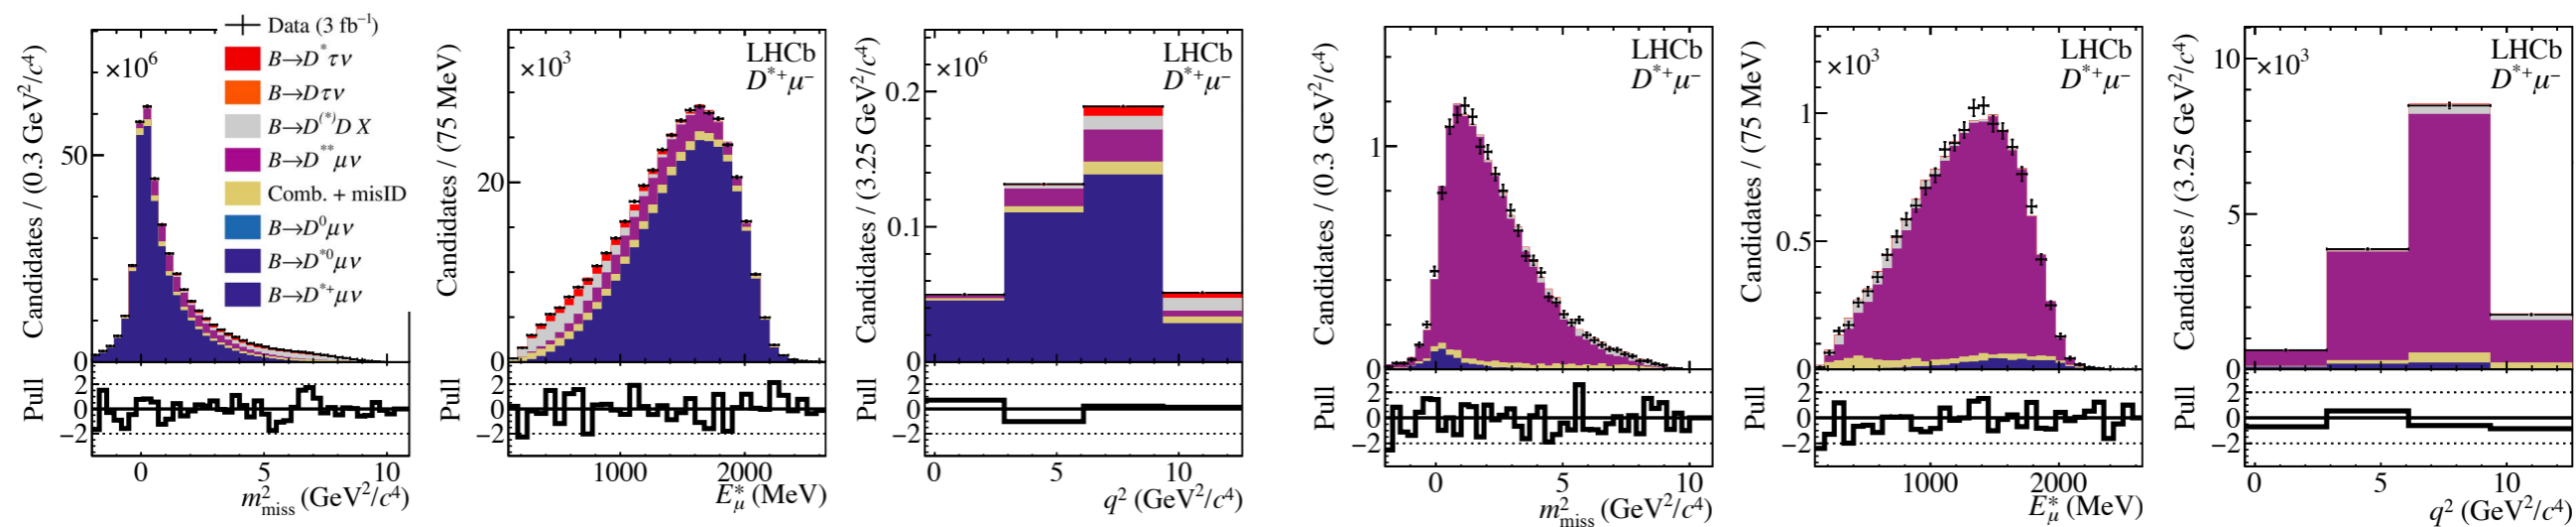 Candidates / (0.3 GeV²/c⁴)
×10⁶
50
0
Data (3 fb⁻¹)
B→D*τν
B→Dτν
B→D⁽*⁾D X
B→D**μν
Comb. + misID
B→D⁰μν
B→D*⁰μν
B→D*⁺μν
Pull
2
0
−2
0 5 10
m²miss (GeV²/c⁴)
Candidates / (75 MeV)
×10³
LHCb
D*⁺μ⁻
20
0
Pull
2
0
−2
1000 2000
E*μ (MeV)
Candidates / (3.25 GeV²/c⁴)
×10⁶
LHCb
D*⁺μ⁻
0.2
0.1
0
Pull
2
0
−2
0 5 10
q² (GeV²/c⁴)
Candidates / (0.3 GeV²/c⁴)
LHCb
D*⁺μ⁻
1
0
Pull
2
0
−2
0 5 10
m²miss (GeV²/c⁴)
Candidates / (75 MeV)
×10³
LHCb
D*⁺μ⁻
1
0.5
0
Pull
2
0
−2
1000 2000
E*μ (MeV)
Candidates / (3.25 GeV²/c⁴)
10
×10³
LHCb
D*⁺μ⁻
5
0
Pull
2
0
−2
0 5 10
q² (GeV²/c⁴)